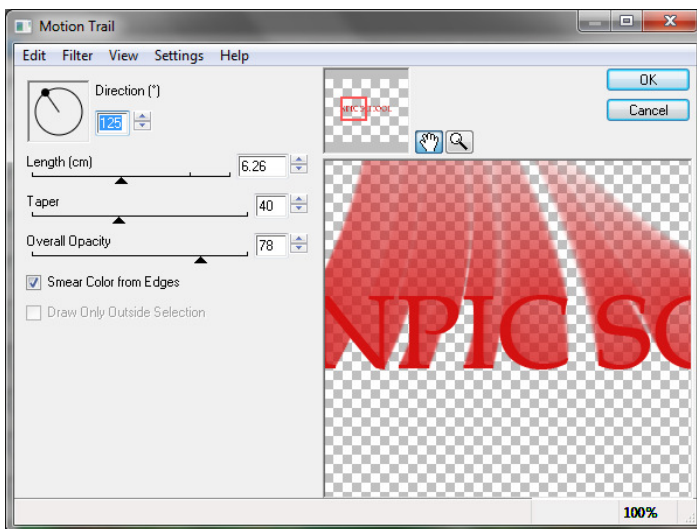 Motion Trail
Edit Filter View Settings Help
Direction (°)
125
OK
Cancel
Length (cm)
6.26
Taper
40
Overall Opacity
78
Smear Color from Edges
Draw Only Outside Selection
NPIC SC
100%